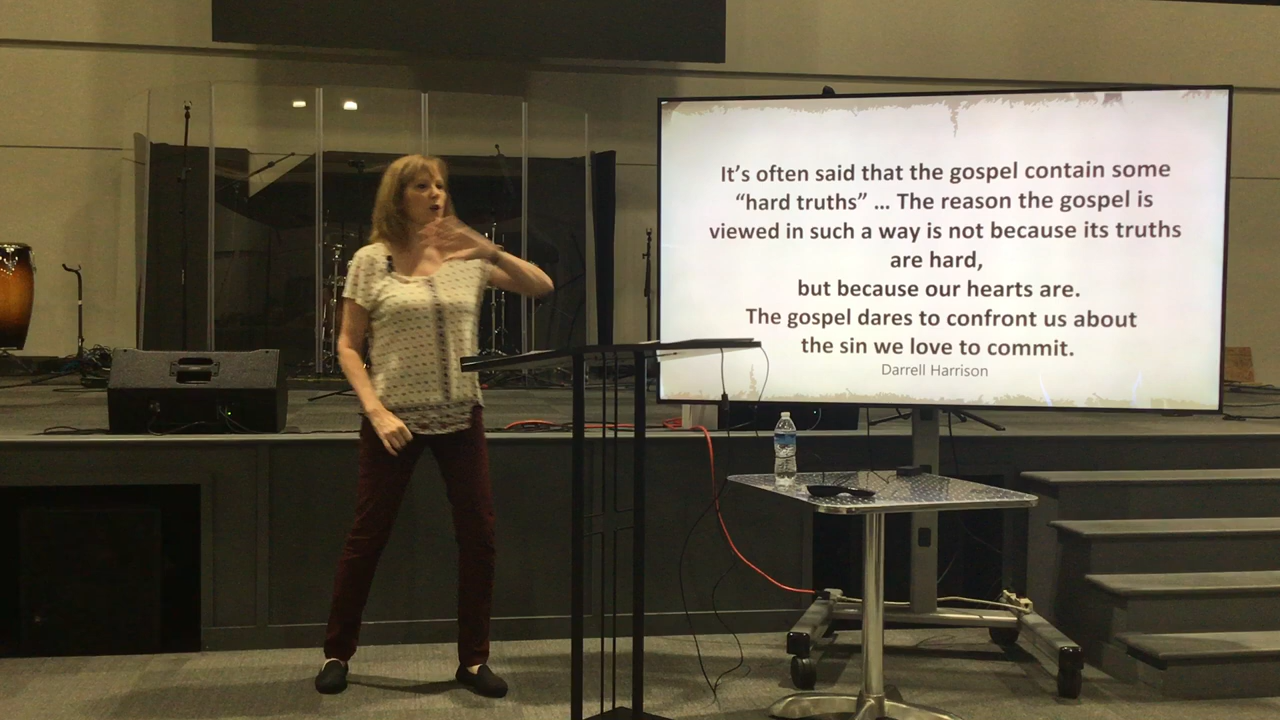 It’s often said that the gospel contain some
“hard truths” ... The reason the gospel is
viewed in such a way is not because its truths
are hard,
but because our hearts are.
The gospel dares to confront us about
the sin we love to commit.
Darrell Harrison